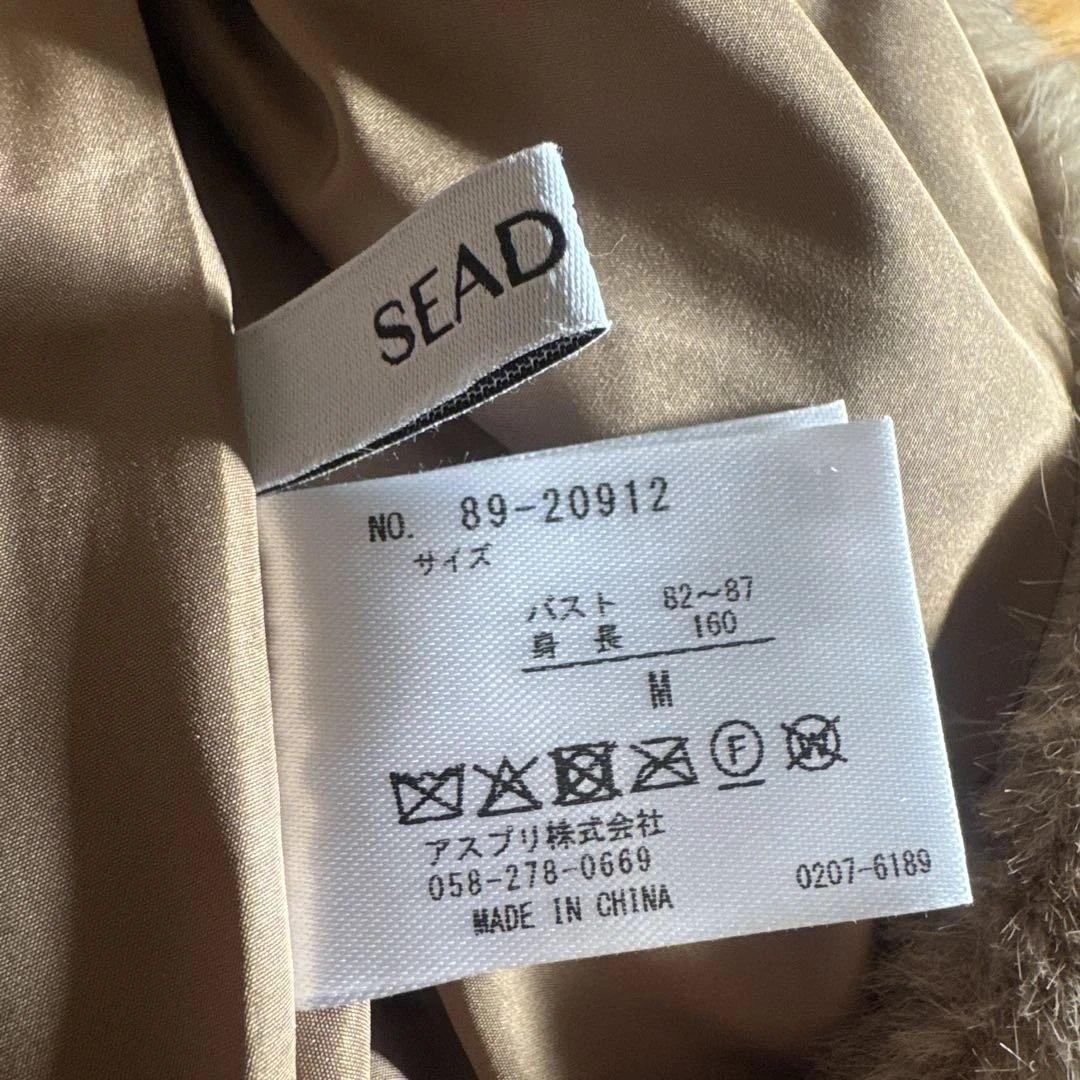 SEAD
NO. 89-20912
サイズ
バスト 82〜87
身長 160
M
F
W
アスプリ株式会社
058-278-0669
0207-6189
MADE IN CHINA